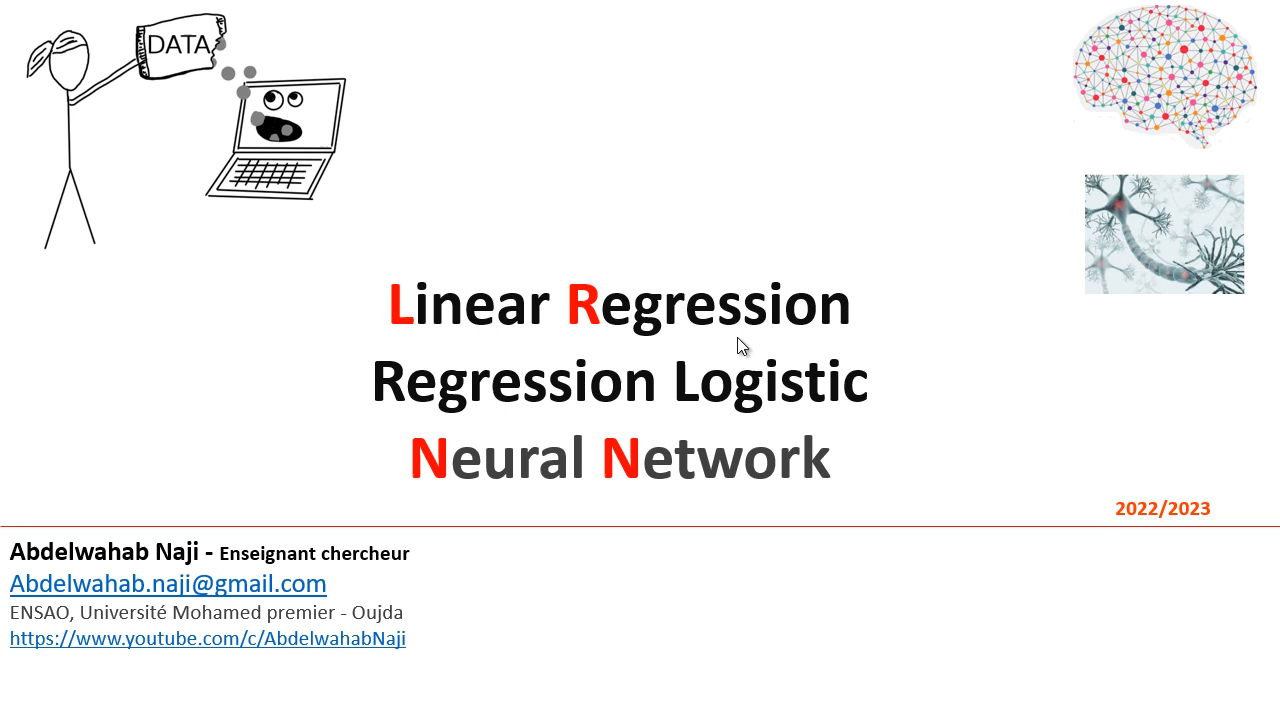 DATA
Linear Regression
Regression Logistic
Neural Network
2022/2023
Abdelwahab Naji - Enseignant chercheur
Abdelwahab.naji@gmail.com
ENSAO, Université Mohamed premier - Oujda
https://www.youtube.com/c/AbdelwahabNaji